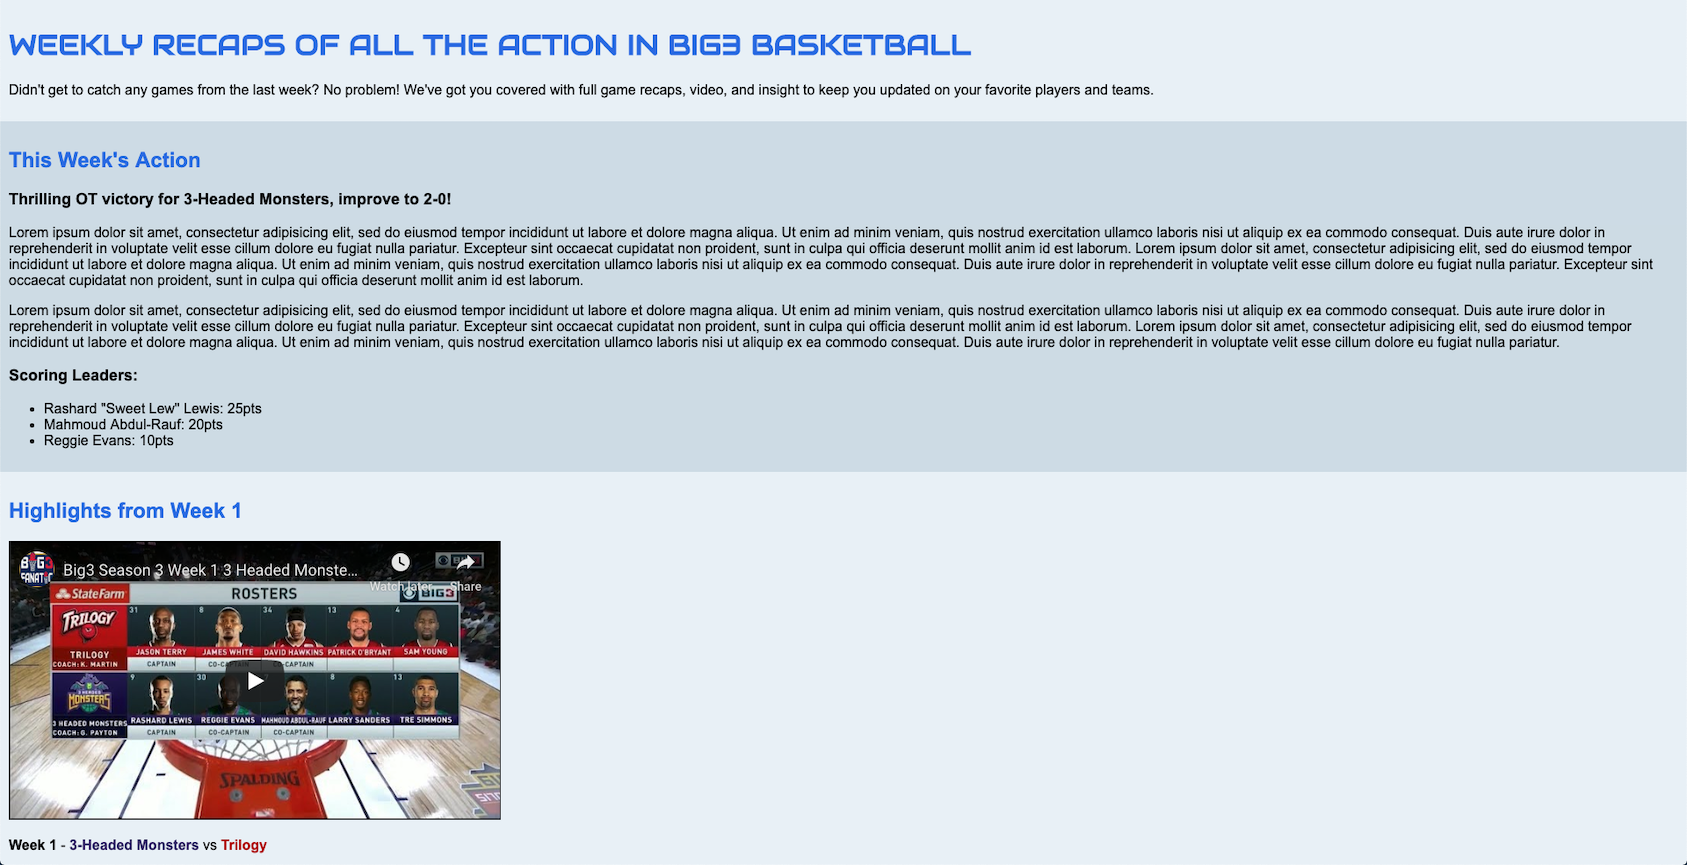 WEEKLY RECAPS OF ALL THE ACTION IN BIG3 BASKETBALL
Didn't get to catch any games from the last week? No problem! We've got you covered with full game recaps, video, and insight to keep you updated on your favorite players and teams.
This Week's Action
Thrilling OT victory for 3-Headed Monsters, improve to 2-0!
Lorem ipsum dolor sit amet, consectetur adipisicing elit, sed do eiusmod tempor incididunt ut labore et dolore magna aliqua. Ut enim ad minim veniam, quis nostrud exercitation ullamco laboris nisi ut aliquip ex ea commodo consequat. Duis aute irure dolor in
reprehenderit in voluptate velit esse cillum dolore eu fugiat nulla pariatur. Excepteur sint occaecat cupidatat non proident, sunt in culpa qui officia deserunt mollit anim id est laborum. Lorem ipsum dolor sit amet, consectetur adipisicing elit, sed do eiusmod tempor
incididunt ut labore et dolore magna aliqua. Ut enim ad minim veniam, quis nostrud exercitation ullamco laboris nisi ut aliquip ex ea commodo consequat. Duis aute irure dolor in reprehenderit in voluptate velit esse cillum dolore eu fugiat nulla pariatur. Excepteur sint
occaecat cupidatat non proident, sunt in culpa qui officia deserunt mollit anim id est laborum.
Lorem ipsum dolor sit amet, consectetur adipisicing elit, sed do eiusmod tempor incididunt ut labore et dolore magna aliqua. Ut enim ad minim veniam, quis nostrud exercitation ullamco laboris nisi ut aliquip ex ea commodo consequat. Duis aute irure dolor in
reprehenderit in voluptate velit esse cillum dolore eu fugiat nulla pariatur. Excepteur sint occaecat cupidatat non proident, sunt in culpa qui officia deserunt mollit anim id est laborum. Lorem ipsum dolor sit amet, consectetur adipisicing elit, sed do eiusmod tempor
incididunt ut labore et dolore magna aliqua. Ut enim ad minim veniam, quis nostrud exercitation ullamco laboris nisi ut aliquip ex ea commodo consequat. Duis aute irure dolor in reprehenderit in voluptate velit esse cillum dolore eu fugiat nulla pariatur.
Scoring Leaders:
• Rashard "Sweet Lew" Lewis: 25pts
• Mahmoud Abdul-Rauf: 20pts
• Reggie Evans: 10pts
Highlights from Week 1
BIG3 FANATIC
Big3 Season 3 Week 1 3 Headed Monste...
Watch later Share
StateFarm ROSTERS BIG3
TRILOGY 31 8 34 13 4
TRILOGY JASON TERRY JAMES WHITE DAVID HAWKINS PATRICK O'BRYANT SAM YOUNG
COACH: K. MARTIN CAPTAIN CO-CAPTAIN CO-CAPTAIN
9 30 8 13
3 HEADED MONSTERS
3 HEADED MONSTERS RASHARD LEWIS REGGIE EVANS MAHMOUD ABDUL-RAUF LARRY SANDERS TRE SIMMONS
COACH: G. PAYTON CAPTAIN CO-CAPTAIN CO-CAPTAIN
SPALDING
Week 1 - 3-Headed Monsters vs Trilogy